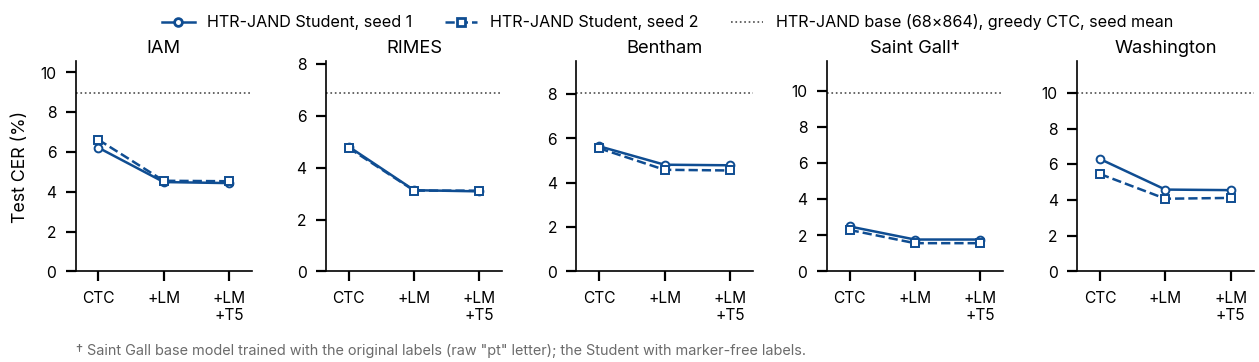 HTR-JAND Student, seed 1
HTR-JAND Student, seed 2
HTR-JAND base (68×864), greedy CTC, seed mean
IAM
RIMES
Bentham
Saint Gall†
Washington
Test CER (%)
10
8
6
4
2
0
CTC
+LM
+LM
+T5
8
6
4
2
0
CTC
+LM
+LM
+T5
8
6
4
2
0
CTC
+LM
+LM
+T5
10
8
6
4
2
0
CTC
+LM
+LM
+T5
10
8
6
4
2
0
CTC
+LM
+LM
+T5
† Saint Gall base model trained with the original labels (raw "pt" letter); the Student with marker-free labels.